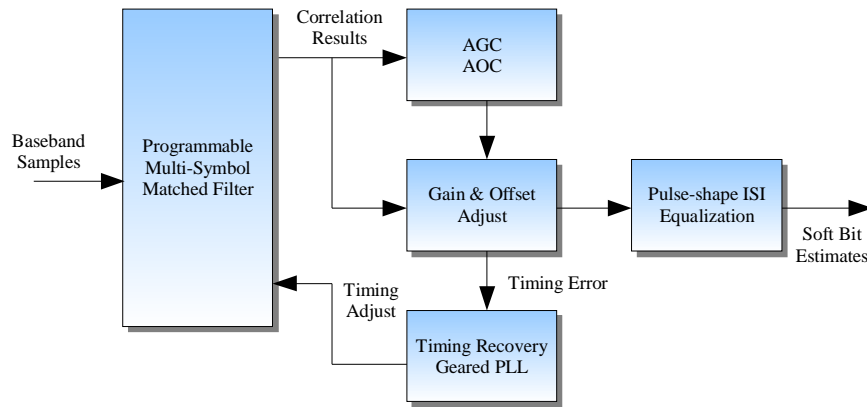 Correlation
Results
AGC
AOC
Baseband
Samples
Programmable
Multi-Symbol
Matched Filter
Gain & Offset
Adjust
Pulse-shape ISI
Equalization
Soft Bit
Estimates
Timing
Adjust
Timing Error
Timing Recovery
Geared PLL